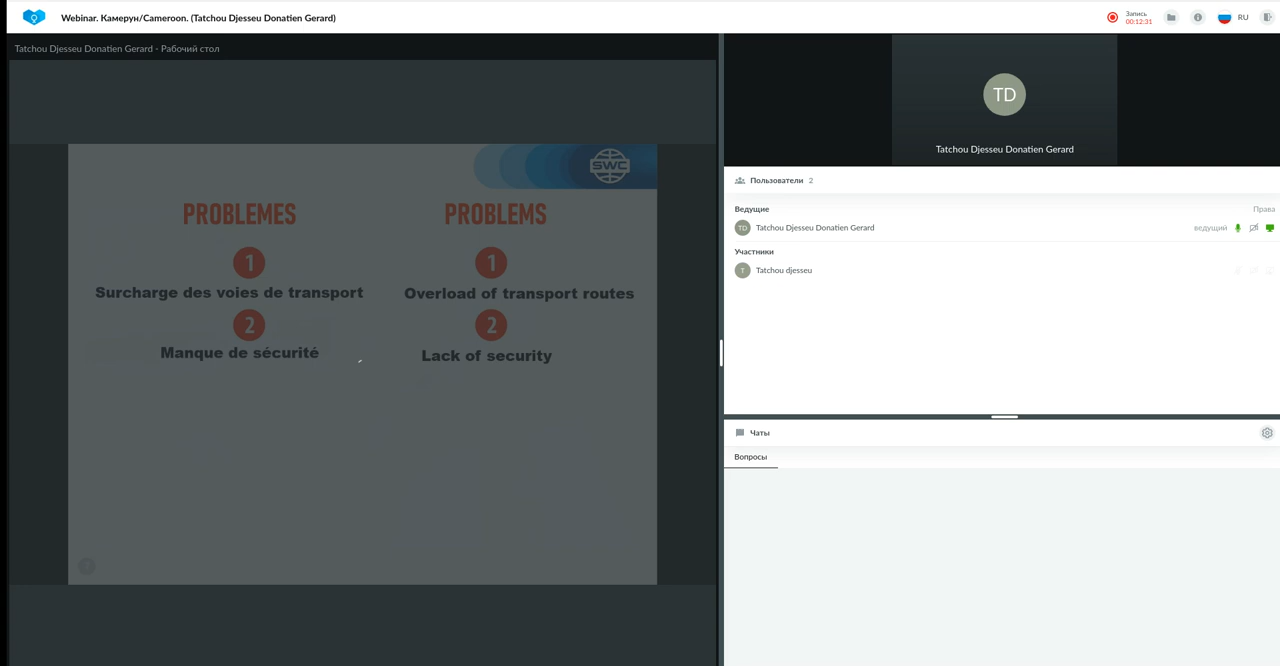 Webinar. Камерун/Cameroon. (Tatchou Djesseu Donatien Gerard)
Запись
00:12:31
RU
Tatchou Djesseu Donatien Gerard - Рабочий стол
SWC
PROBLEMES
1
Surcharge des voies de transport
2
Manque de sécurité
PROBLEMS
1
Overload of transport routes
2
Lack of security
TD
Tatchou Djesseu Donatien Gerard
Пользователи 2
Ведущие Права
TD Tatchou Djesseu Donatien Gerard ведущий
Участники
T Tatchou djesseu
Чаты
Вопросы